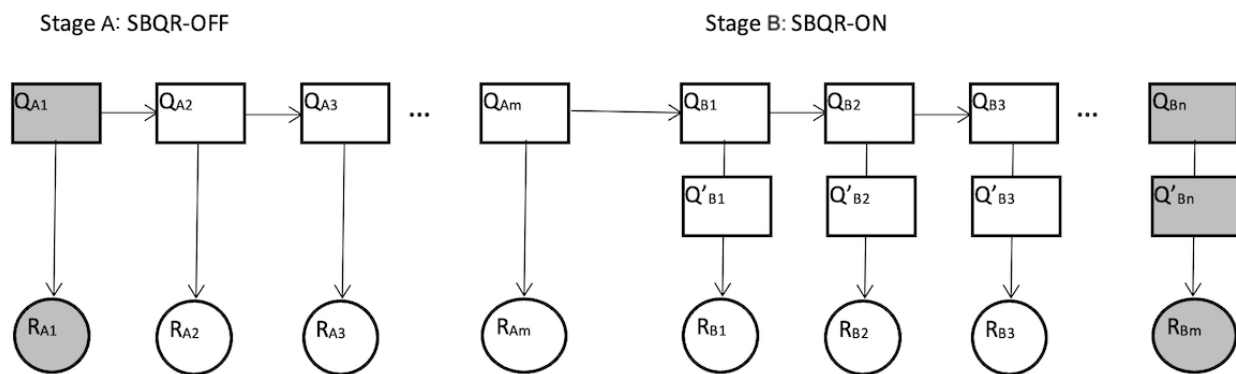 Stage A: SBQR-OFF Stage B: SBQR-ON
QA1 QA2 QA3 ... QAm QB1 QB2 QB3 ... QBn
Q'B1 Q'B2 Q'B3 Q'Bn
RA1 RA2 RA3 RAm RB1 RB2 RB3 RBm